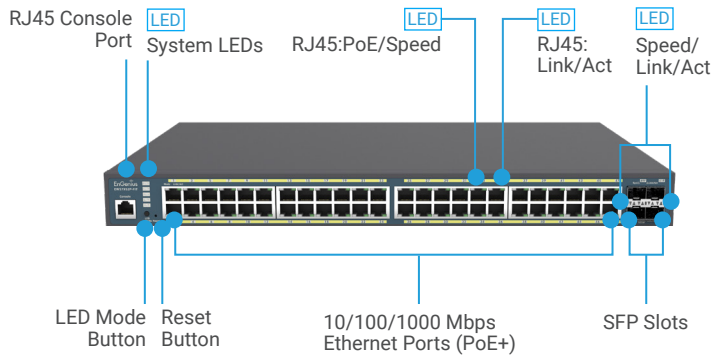 RJ45 Console
Port
LED
System LEDs
LED
RJ45:PoE/Speed
LED
RJ45:
Link/Act
LED
Speed/
Link/Act
EnGenius
LED Mode
Button
Reset
Button
10/100/1000 Mbps
Ethernet Ports (PoE+)
SFP Slots